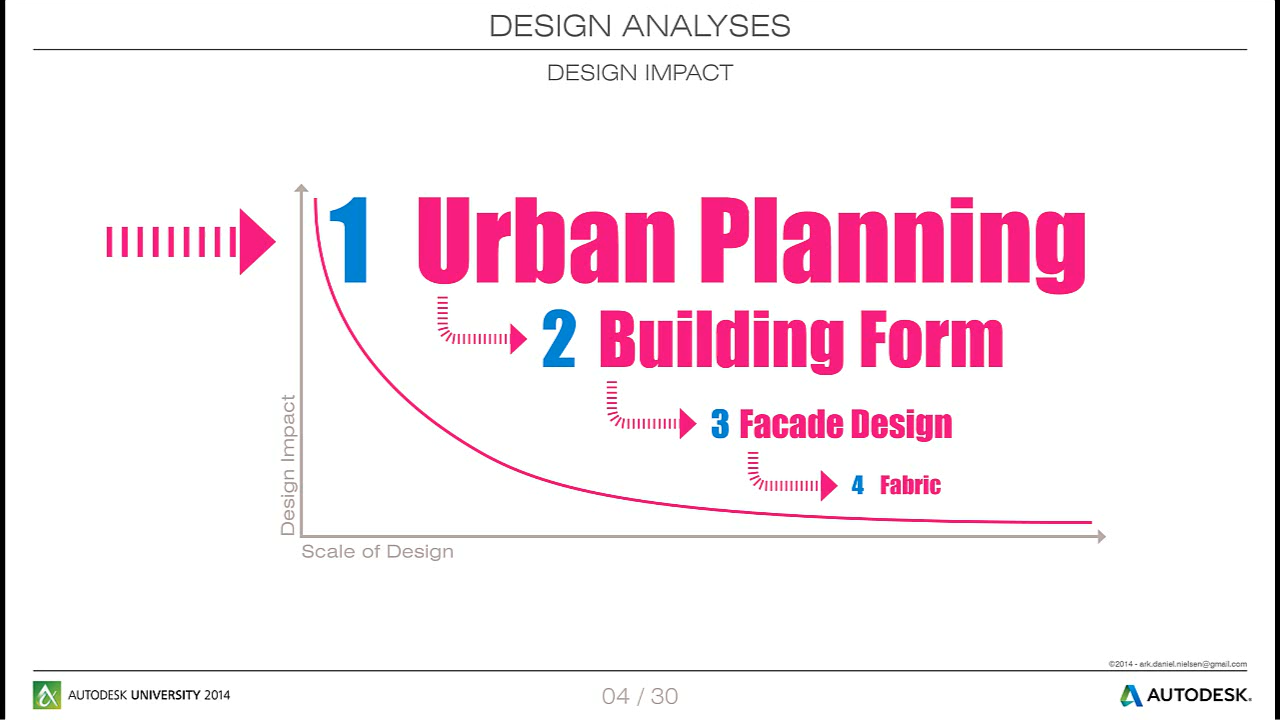 DESIGN ANALYSES
DESIGN IMPACT
1 Urban Planning
2 Building Form
3 Facade Design
4 Fabric
Design Impact
Scale of Design
©2014 - ark.daniel.nielsen@gmail.com
AUTODESK UNIVERSITY 2014
04 / 30
AUTODESK.